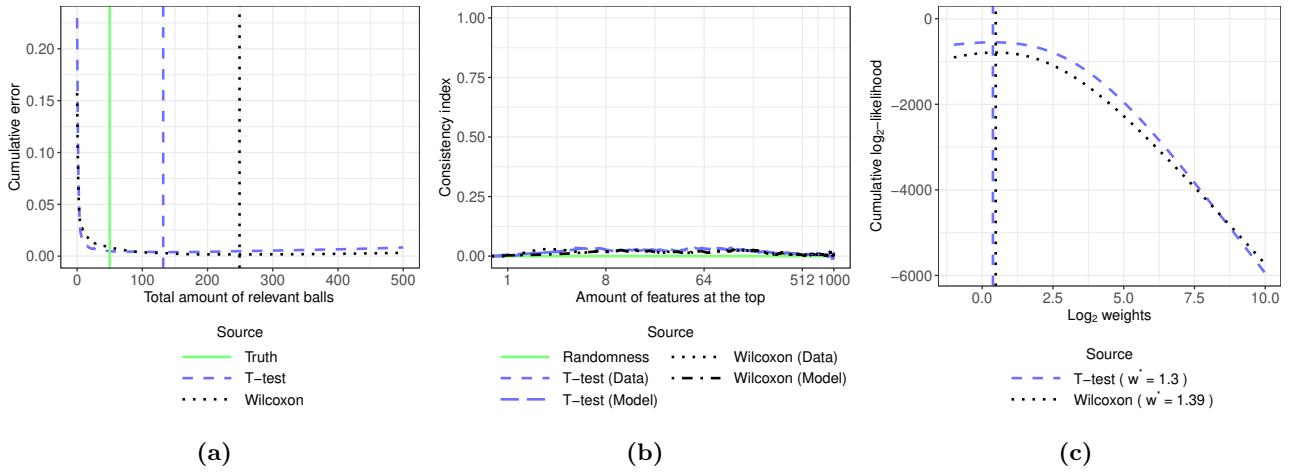 Cumulative error
0.20
0.15
0.10
0.05
0.00
0
100
200
300
400
500
Total amount of relevant balls
Source
Truth
T−test
Wilcoxon
(a)
Consistency index
1.00
0.75
0.50
0.25
0.00
1
8
64
512
1000
Amount of features at the top
Source
Randomness
T−test (Data)
T−test (Model)
Wilcoxon (Data)
Wilcoxon (Model)
(b)
Cumulative log₂−likelihood
0
−2000
−4000
−6000
0.0
2.5
5.0
7.5
10.0
Log₂ weights
Source
T−test ( w* = 1.3 )
Wilcoxon ( w* = 1.39 )
(c)